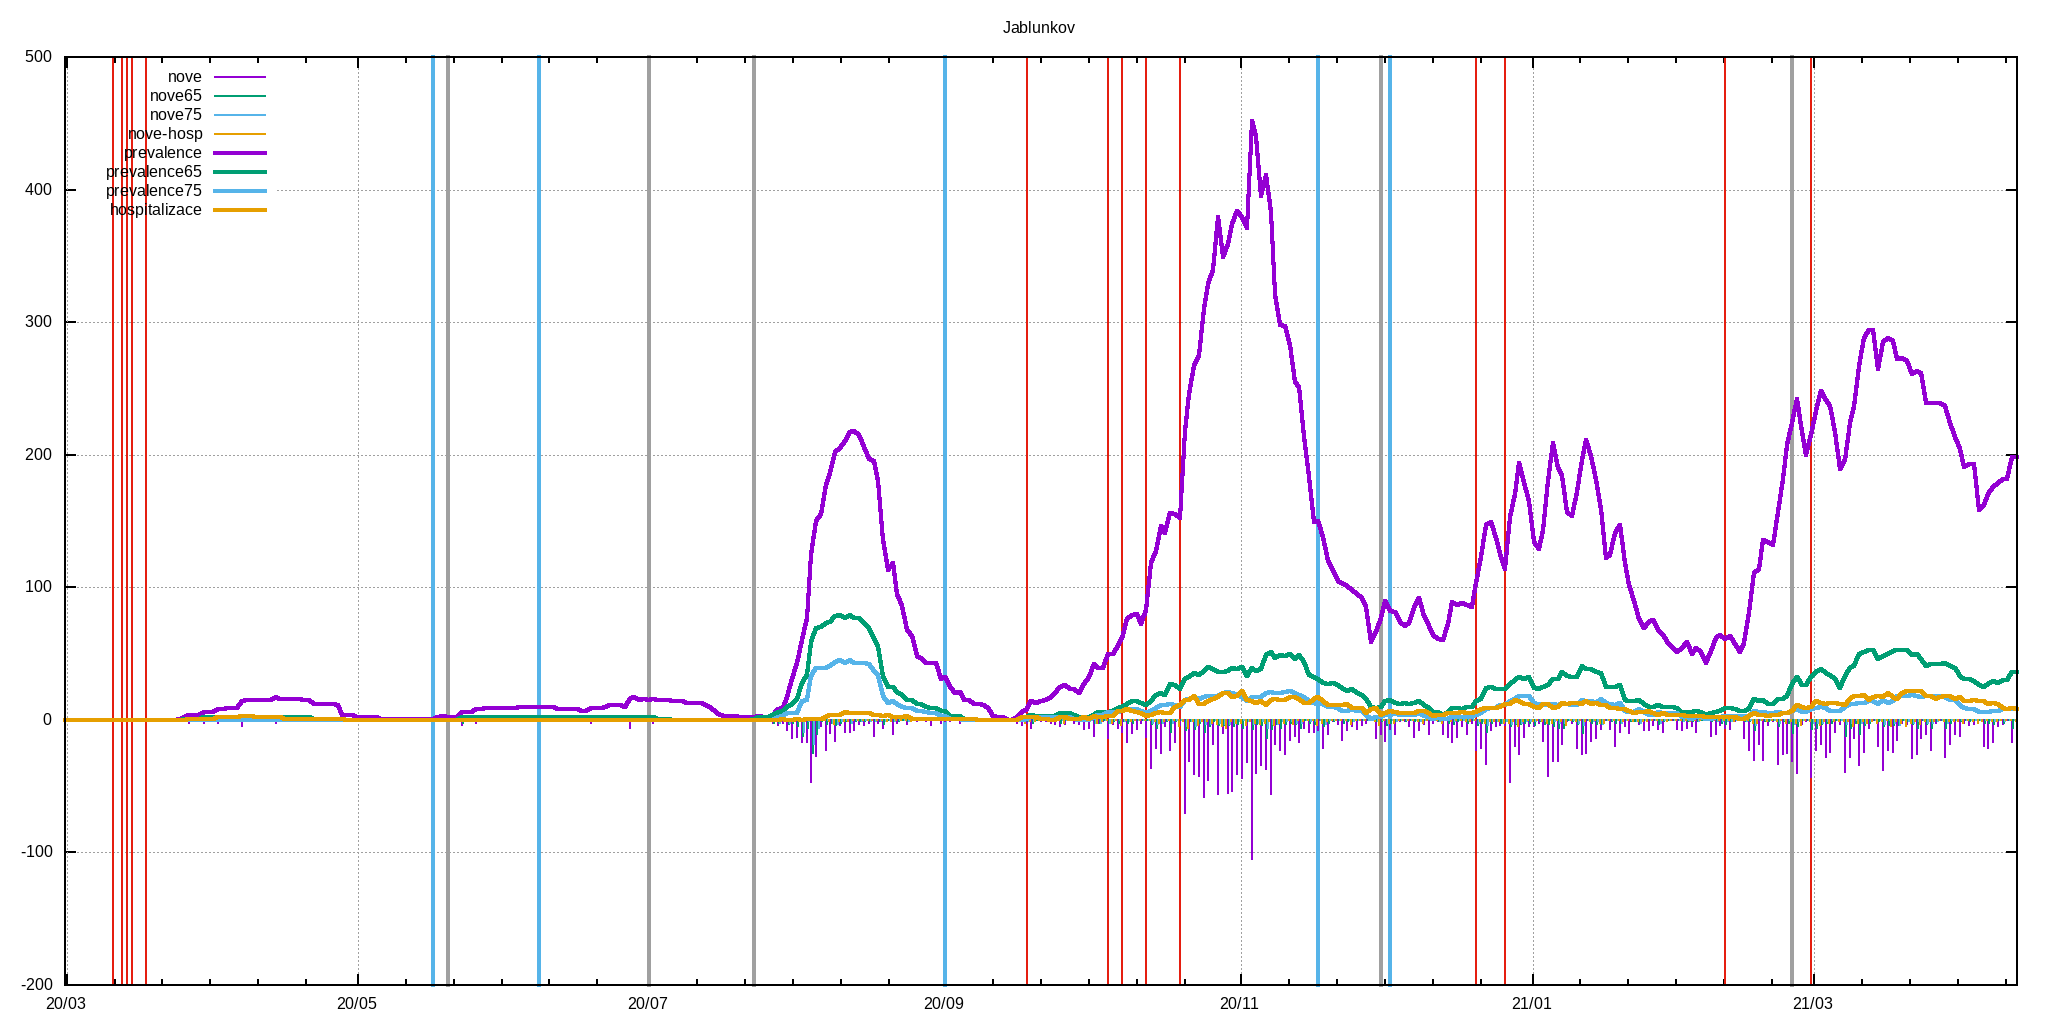 Jablunkov
500
400
300
200
100
0
-100
-200
nove
nove65
nove75
nove-hosp
prevalence
prevalence65
prevalence75
hospitalizace
20/03 20/05 20/07 20/09 20/11 21/01 21/03